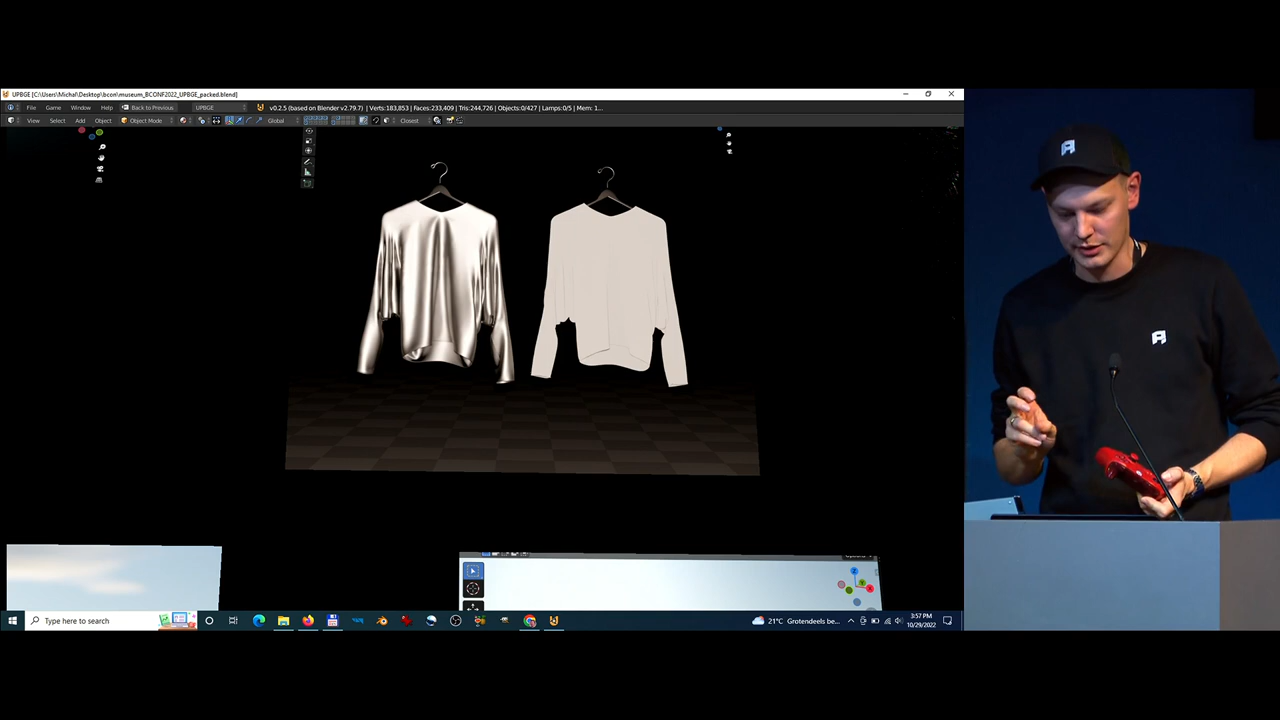 UPBGE [C:\Users\Michal\Desktop\bcon\museum_BCONF2022_UPBGE_packed.blend]
File Game Window Help Back to Previous UPBGE v0.2.5 (based on Blender v2.79.7) | Verts:183,853 | Faces:233,409 | Tris:244,726 | Objects:0/427 | Lamps:0/5 | Mem: 1...
View Select Add Object Object Mode Global Closest
Z
Y
X
Type here to search
21°C Grotendeels be...
3:57 PM
10/29/2022